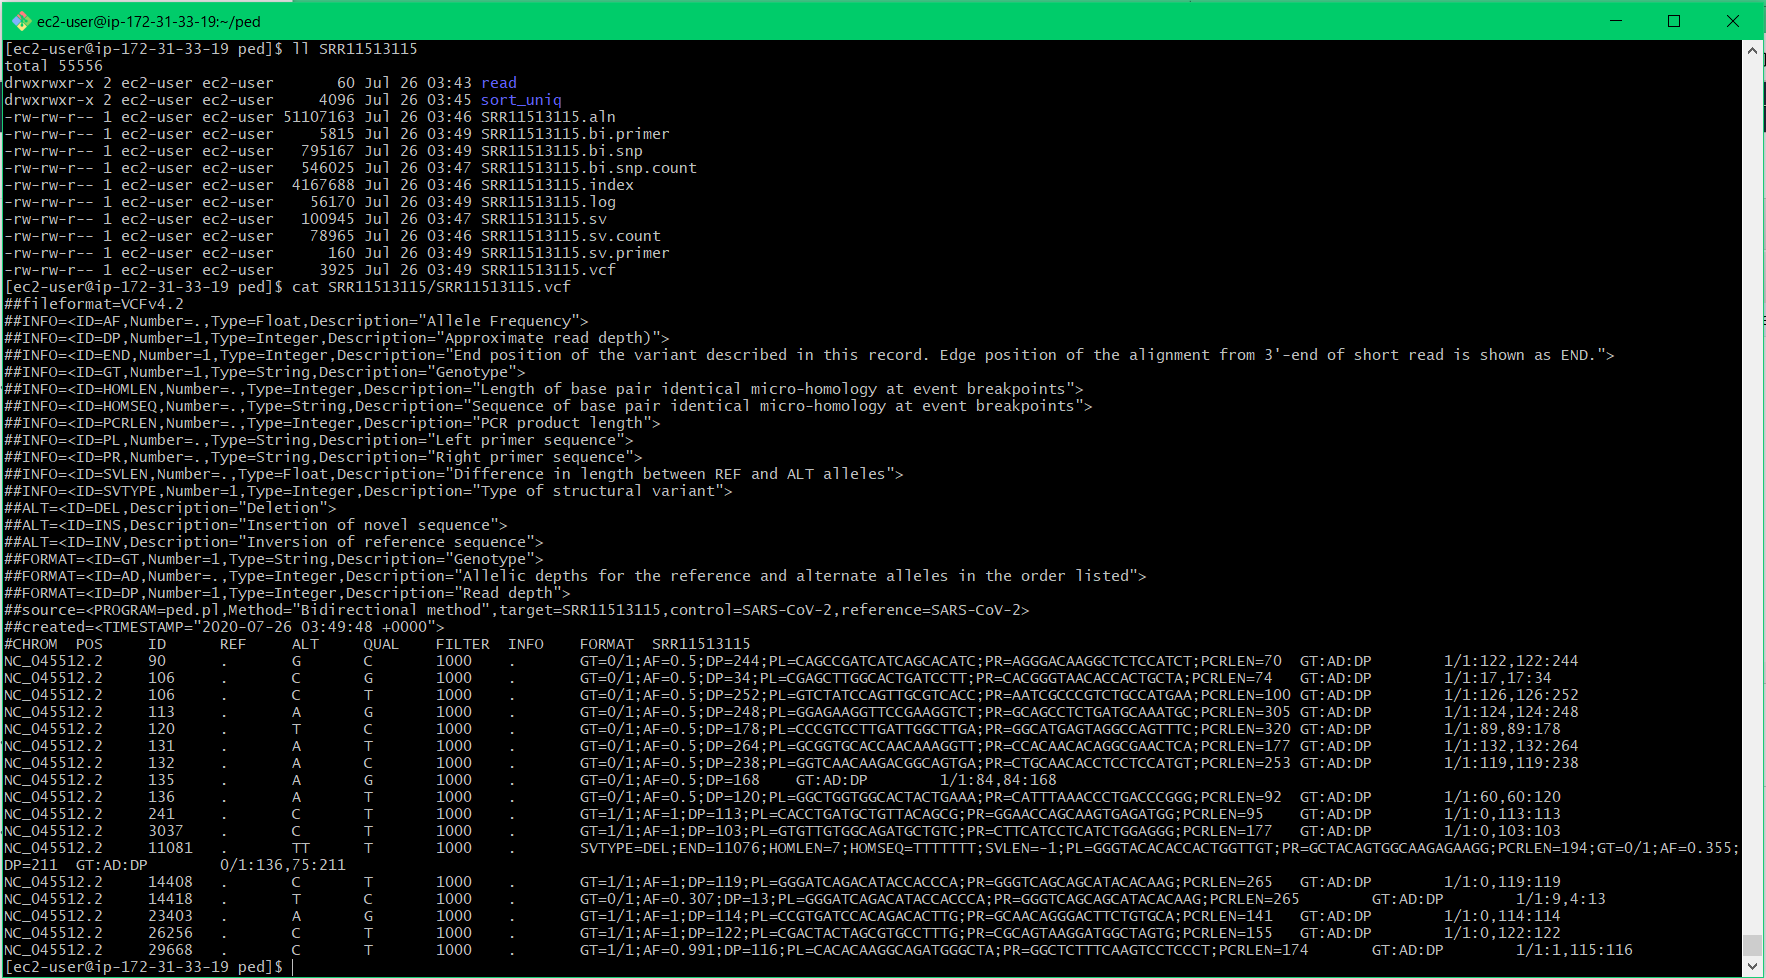 ec2-user@ip-172-31-33-19:~/ped
[ec2-user@ip-172-31-33-19 ped]$ ll SRR11513115
total 55556
drwxrwxr-x 2 ec2-user ec2-user       60 Jul 26 03:43 read
drwxrwxr-x 2 ec2-user ec2-user     4096 Jul 26 03:45 sort_uniq
-rw-rw-r-- 1 ec2-user ec2-user 51107163 Jul 26 03:46 SRR11513115.aln
-rw-rw-r-- 1 ec2-user ec2-user     5815 Jul 26 03:49 SRR11513115.bi.primer
-rw-rw-r-- 1 ec2-user ec2-user   795167 Jul 26 03:49 SRR11513115.bi.snp
-rw-rw-r-- 1 ec2-user ec2-user   546025 Jul 26 03:47 SRR11513115.bi.snp.count
-rw-rw-r-- 1 ec2-user ec2-user  4167688 Jul 26 03:46 SRR11513115.index
-rw-rw-r-- 1 ec2-user ec2-user    56170 Jul 26 03:49 SRR11513115.log
-rw-rw-r-- 1 ec2-user ec2-user   100945 Jul 26 03:47 SRR11513115.sv
-rw-rw-r-- 1 ec2-user ec2-user    78965 Jul 26 03:46 SRR11513115.sv.count
-rw-rw-r-- 1 ec2-user ec2-user      160 Jul 26 03:49 SRR11513115.sv.primer
-rw-rw-r-- 1 ec2-user ec2-user     3925 Jul 26 03:49 SRR11513115.vcf
[ec2-user@ip-172-31-33-19 ped]$ cat SRR11513115/SRR11513115.vcf
##fileformat=VCFv4.2
##INFO=<ID=AF,Number=.,Type=Float,Description="Allele Frequency">
##INFO=<ID=DP,Number=1,Type=Integer,Description="Approximate read depth)">
##INFO=<ID=END,Number=1,Type=Integer,Description="End position of the variant described in this record. Edge position of the alignment from 3'-end of short read is shown as END.">
##INFO=<ID=GT,Number=1,Type=String,Description="Genotype">
##INFO=<ID=HOMLEN,Number=.,Type=Integer,Description="Length of base pair identical micro-homology at event breakpoints">
##INFO=<ID=HOMSEQ,Number=.,Type=String,Description="Sequence of base pair identical micro-homology at event breakpoints">
##INFO=<ID=PCRLEN,Number=.,Type=Integer,Description="PCR product length">
##INFO=<ID=PL,Number=.,Type=String,Description="Left primer sequence">
##INFO=<ID=PR,Number=.,Type=String,Description="Right primer sequence">
##INFO=<ID=SVLEN,Number=.,Type=Float,Description="Difference in length between REF and ALT alleles">
##INFO=<ID=SVTYPE,Number=1,Type=Integer,Description="Type of structural variant">
##ALT=<ID=DEL,Description="Deletion">
##ALT=<ID=INS,Description="Insertion of novel sequence">
##ALT=<ID=INV,Description="Inversion of reference sequence">
##FORMAT=<ID=GT,Number=1,Type=String,Description="Genotype">
##FORMAT=<ID=AD,Number=.,Type=Integer,Description="Allelic depths for the reference and alternate alleles in the order listed">
##FORMAT=<ID=DP,Number=1,Type=Integer,Description="Read depth">
##source=<PROGRAM=ped.pl,Method="Bidirectional method",target=SRR11513115,control=SARS-CoV-2,reference=SARS-CoV-2>
##created=<TIMESTAMP="2020-07-26 03:49:48 +0000">
#CHROM  POS     ID      REF     ALT     QUAL    FILTER  INFO    FORMAT  SRR11513115
NC_045512.2     90      .       G       C       1000    .       GT=0/1;AF=0.5;DP=244;PL=CAGCCGATCATCAGCACATC;PR=AGGGACAAGGCTCTCCATCT;PCRLEN=70  GT:AD:DP        1/1:122,122:244
NC_045512.2     106     .       C       G       1000    .       GT=0/1;AF=0.5;DP=34;PL=CGAGCTTGGCACTGATCCTT;PR=CACGGGTAACACCACTGCTA;PCRLEN=74   GT:AD:DP        1/1:17,17:34
NC_045512.2     106     .       C       T       1000    .       GT=0/1;AF=0.5;DP=252;PL=GTCTATCCAGTTGCGTCACC;PR=AATCGCCCGTCTGCCATGAA;PCRLEN=100 GT:AD:DP        1/1:126,126:252
NC_045512.2     113     .       A       G       1000    .       GT=0/1;AF=0.5;DP=248;PL=GGAGAAGGTTCCGAAGGTCT;PR=GCAGCCTCTGATGCAAATGC;PCRLEN=305 GT:AD:DP        1/1:124,124:248
NC_045512.2     120     .       T       C       1000    .       GT=0/1;AF=0.5;DP=178;PL=CCCGTCCTTGATTGGCTTGA;PR=GGCATGAGTAGGCCAGTTTC;PCRLEN=320 GT:AD:DP        1/1:89,89:178
NC_045512.2     131     .       A       T       1000    .       GT=0/1;AF=0.5;DP=264;PL=GCGGTGCACCAACAAAGGTT;PR=CCACAACACAGGCGAACTCA;PCRLEN=177 GT:AD:DP        1/1:132,132:264
NC_045512.2     132     .       A       C       1000    .       GT=0/1;AF=0.5;DP=238;PL=GGTCAACAAGACGGCAGTGA;PR=CTGCAACACCTCCTCCATGT;PCRLEN=253 GT:AD:DP        1/1:119,119:238
NC_045512.2     135     .       A       G       1000    .       GT=0/1;AF=0.5;DP=168    GT:AD:DP        1/1:84,84:168
NC_045512.2     136     .       A       T       1000    .       GT=0/1;AF=0.5;DP=120;PL=GGCTGGTGGCACTACTGAAA;PR=CATTTAAACCCTGACCCGGG;PCRLEN=92  GT:AD:DP        1/1:60,60:120
NC_045512.2     241     .       C       T       1000    .       GT=1/1;AF=1;DP=113;PL=CACCTGATGCTGTTACAGCG;PR=GGAACCAGCAAGTGAGATGG;PCRLEN=95    GT:AD:DP        1/1:0,113:113
NC_045512.2     3037    .       C       T       1000    .       GT=1/1;AF=1;DP=103;PL=GTGTTGTGGCAGATGCTGTC;PR=CTTCATCCTCATCTGGAGGG;PCRLEN=177   GT:AD:DP        1/1:0,103:103
NC_045512.2     11081   .       TT      T       1000    .       SVTYPE=DEL;END=11076;HOMLEN=7;HOMSEQ=TTTTTTT;SVLEN=-1;PL=GGGTACACACCACTGGTTGT;PR=GCTACAGTGGCAAGAGAAGG;PCRLEN=194;GT=0/1;AF=0.355;
DP=211  GT:AD:DP        0/1:136,75:211
NC_045512.2     14408   .       C       T       1000    .       GT=1/1;AF=1;DP=119;PL=GGGATCAGACATACCACCCA;PR=GGGTCAGCAGCATACACAAG;PCRLEN=265   GT:AD:DP        1/1:0,119:119
NC_045512.2     14418   .       T       C       1000    .       GT=0/1;AF=0.307;DP=13;PL=GGGATCAGACATACCACCCA;PR=GGGTCAGCAGCATACACAAG;PCRLEN=265        GT:AD:DP        1/1:9,4:13
NC_045512.2     23403   .       A       G       1000    .       GT=1/1;AF=1;DP=114;PL=CCGTGATCCACAGACACTTG;PR=GCAACAGGGACTTCTGTGCA;PCRLEN=141   GT:AD:DP        1/1:0,114:114
NC_045512.2     26256   .       C       T       1000    .       GT=1/1;AF=1;DP=122;PL=CGACTACTAGCGTGCCTTTG;PR=CGCAGTAAGGATGGCTAGTG;PCRLEN=155   GT:AD:DP        1/1:0,122:122
NC_045512.2     29668   .       C       T       1000    .       GT=1/1;AF=0.991;DP=116;PL=CACACAAGGCAGATGGGCTA;PR=GGCTCTTTCAAGTCCTCCCT;PCRLEN=174       GT:AD:DP        1/1:1,115:116
[ec2-user@ip-172-31-33-19 ped]$